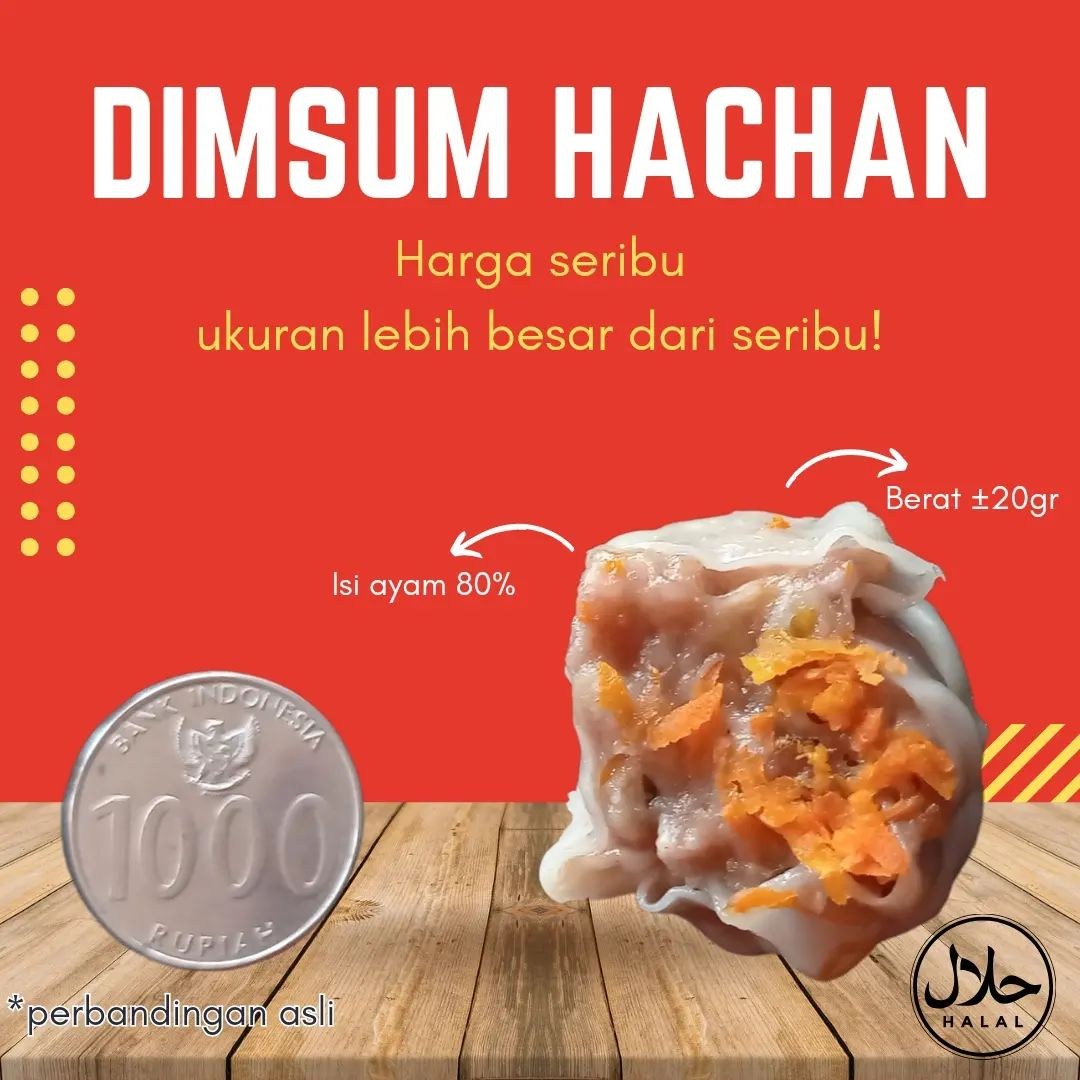 DIMSUM HACHAN
Harga seribu
ukuran lebih besar dari seribu!
Berat ±20gr
Isi ayam 80%
BANK INDONESIA
1000
RUPIAH
*perbandingan asli
حلال
HALAL